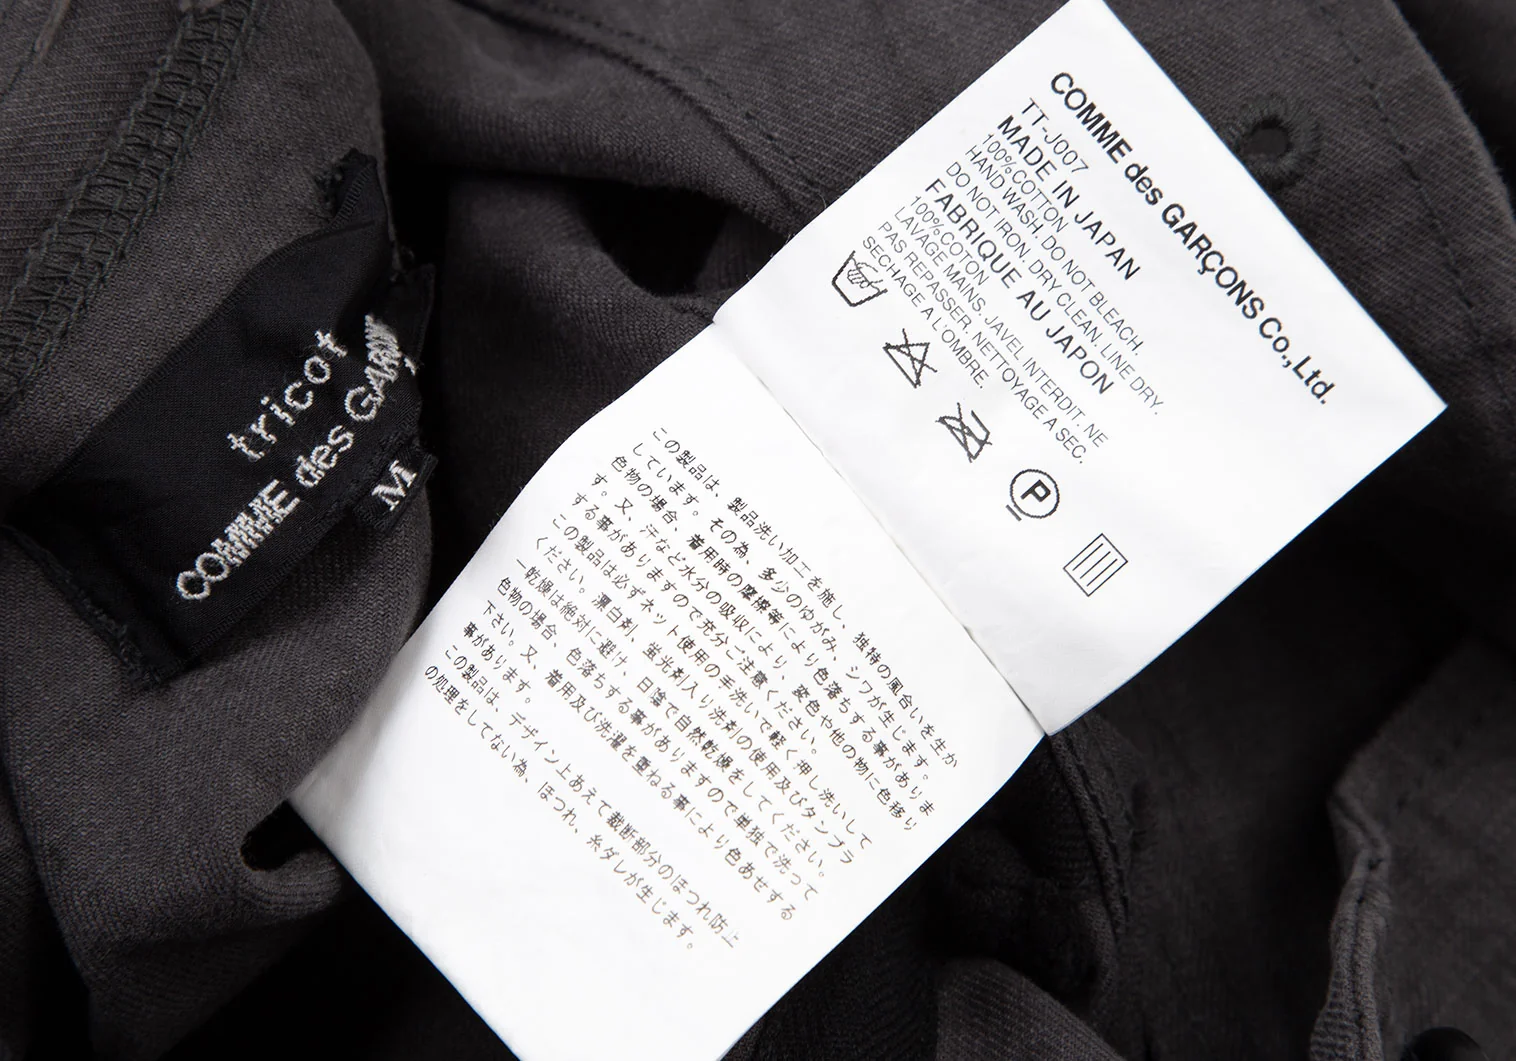 tricot
COMME des GARÇ
M
COMME des GARÇONS Co.,Ltd.
TT-J007
MADE IN JAPAN
100%COTTON
HAND WASH. DO NOT BLEACH.
DO NOT IRON. DRY CLEAN. LINE DRY.
FABRIQUE AU JAPON
100%COTON
LAVAGE MAINS. JAVEL INTERDIT. NE
PAS REPASSER. NETTOYAGE A SEC.
SECHAGE A L'OMBRE.
P
この製品は、製品洗い加工を施し、独特の風合いを生か
しています。その為、多少のゆがみ、シワが生じます。
色物の場合、着用時の摩擦等により色落ちする事がありま
す。又、汗など水分の吸収により、変色や他の物に色移り
する事がありますので充分ご注意ください。
この製品は必ずネット使用の手洗いで軽く押し洗いして
ください。漂白剤、蛍光剤入り洗剤の使用及びタンブラ
ー乾燥は絶対に避け、日陰で自然乾燥をしてください。
色物の場合、色落ちする事がありますので単独で洗って
下さい。又、着用及び洗濯を重ねる事により色あせする
事があります。
この製品は、デザイン上あえて裁断部分のほつれ防止
の処理をしてない為、ほつれ、糸ダレが生じます。